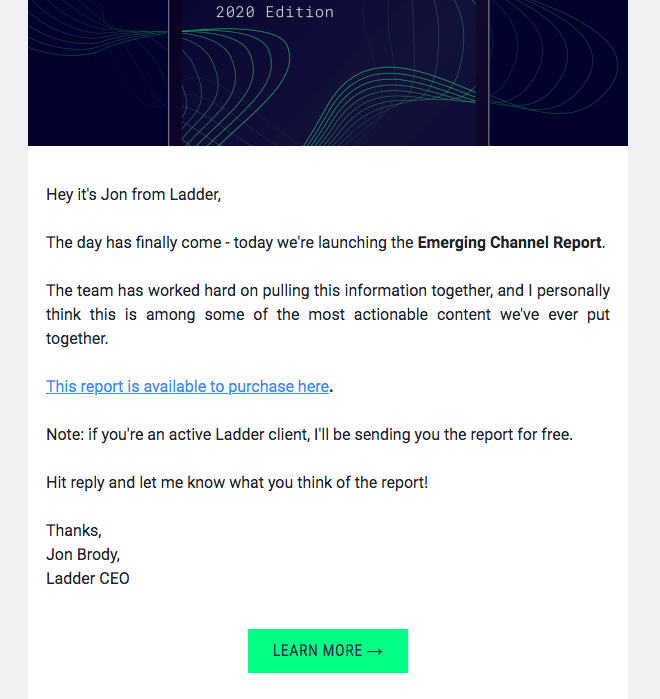 2020 Edition
Hey it's Jon from Ladder,
The day has finally come - today we're launching the Emerging Channel Report.
The team has worked hard on pulling this information together, and I personally
think this is among some of the most actionable content we've ever put
together.
This report is available to purchase here.
Note: if you're an active Ladder client, I'll be sending you the report for free.
Hit reply and let me know what you think of the report!
Thanks,
Jon Brody,
Ladder CEO
LEARN MORE →